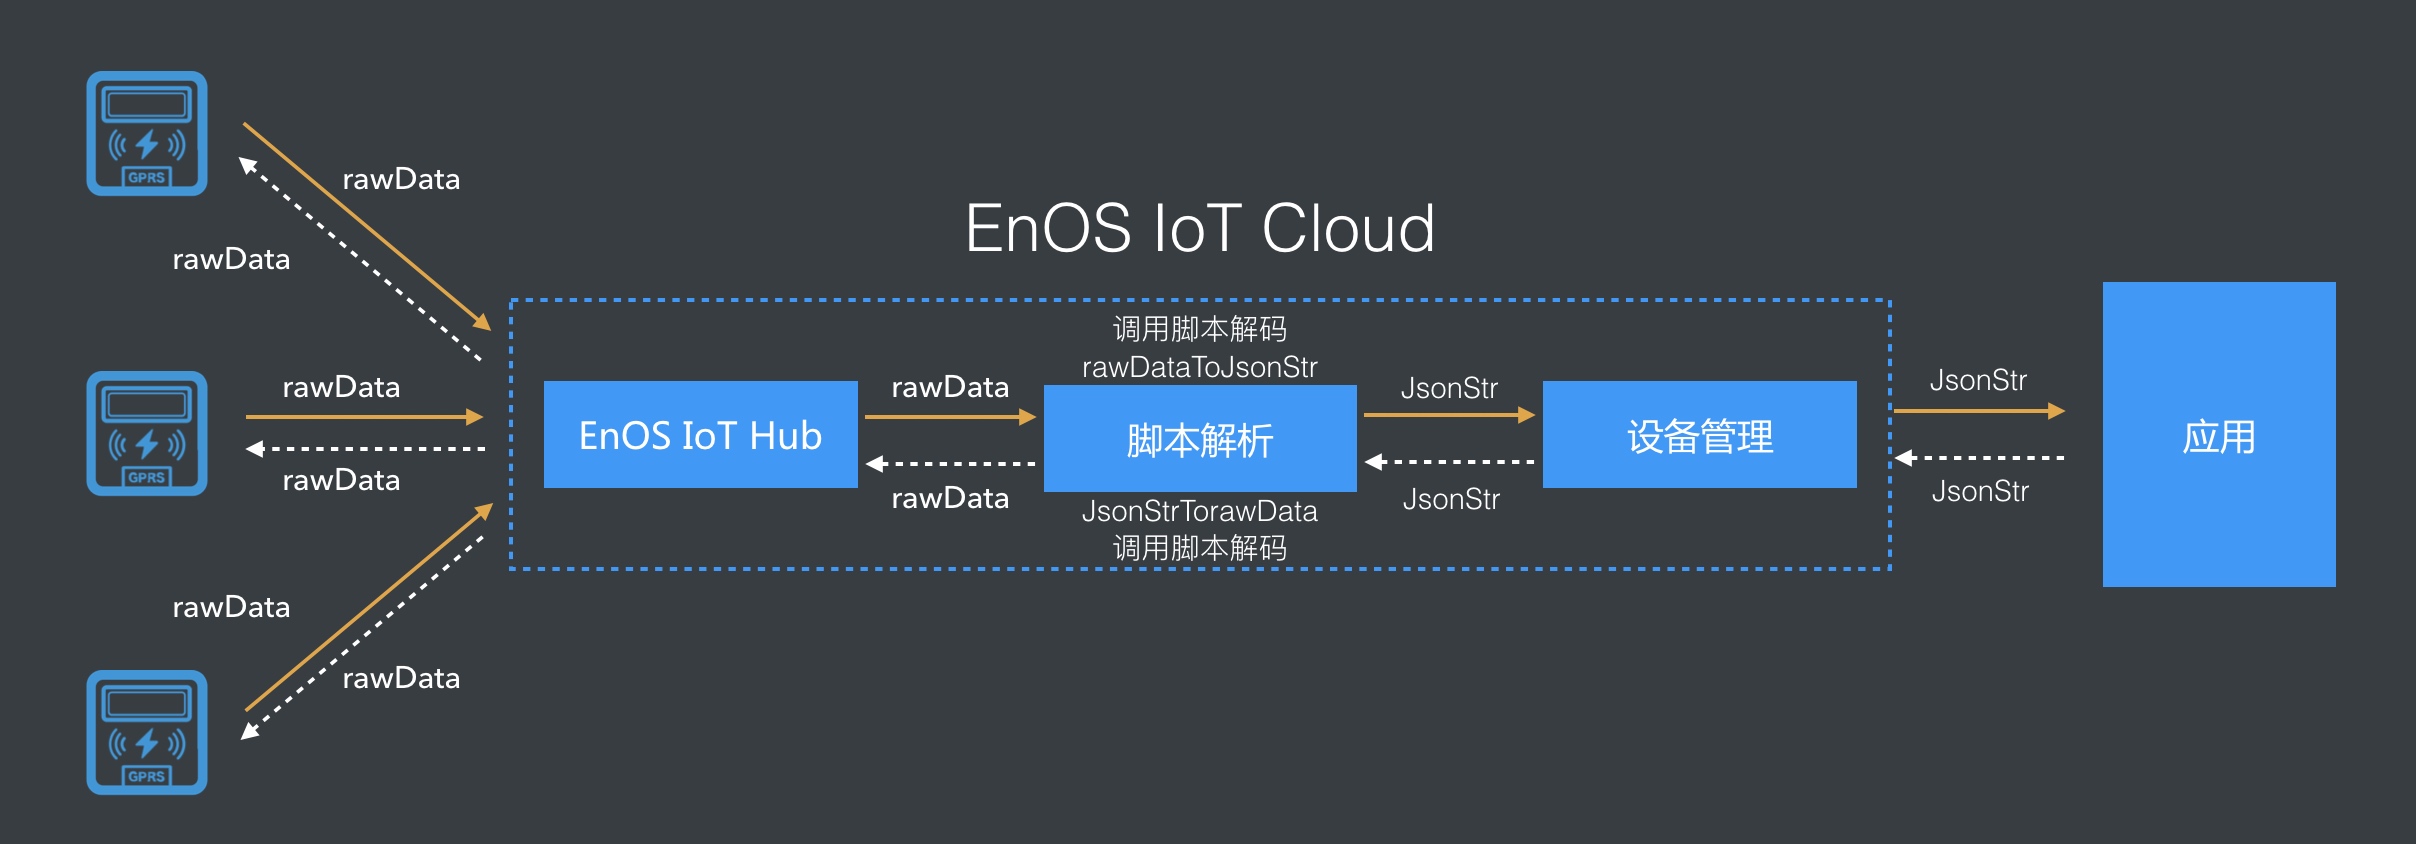 GPRS
rawData
rawData
EnOS IoT Cloud
GPRS
rawData
rawData
调用脚本解码
rawDataToJsonStr
EnOS IoT Hub
rawData
rawData
脚本解析
JsonStrTorawData
调用脚本解码
JsonStr
JsonStr
设备管理
JsonStr
JsonStr
应用
GPRS
rawData
rawData